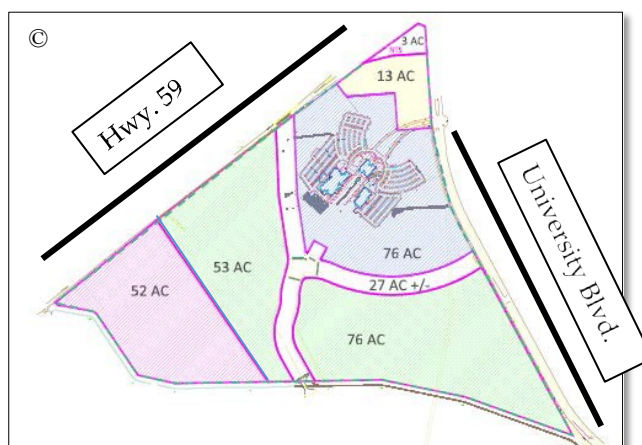 ©
3 AC
13 AC
Hwy. 59
University Blvd.
76 AC
53 AC
27 AC +/-
52 AC
76 AC